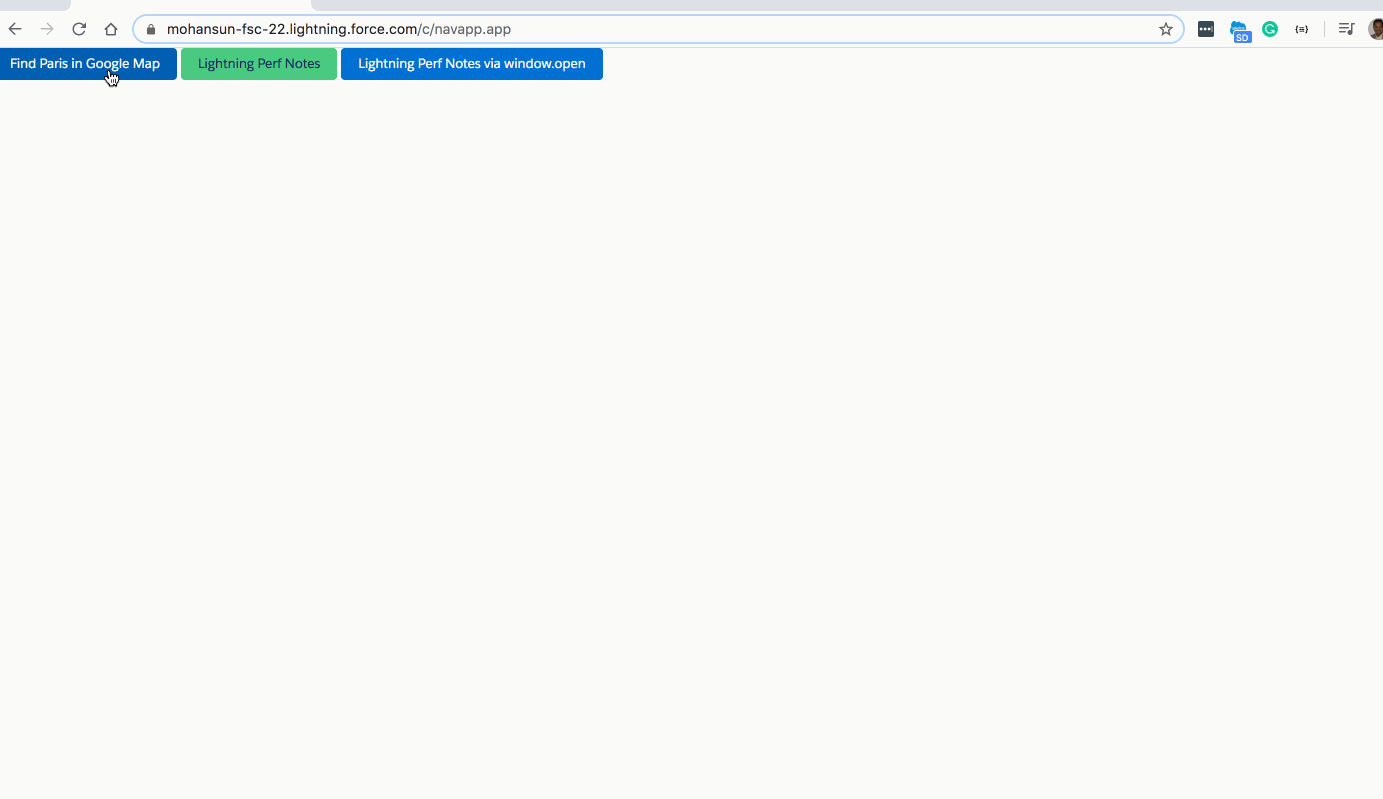 mohansun-fsc-22.lightning.force.com/c/navapp.app
SD
Find Paris in Google Map Lightning Perf Notes Lightning Perf Notes via window.open